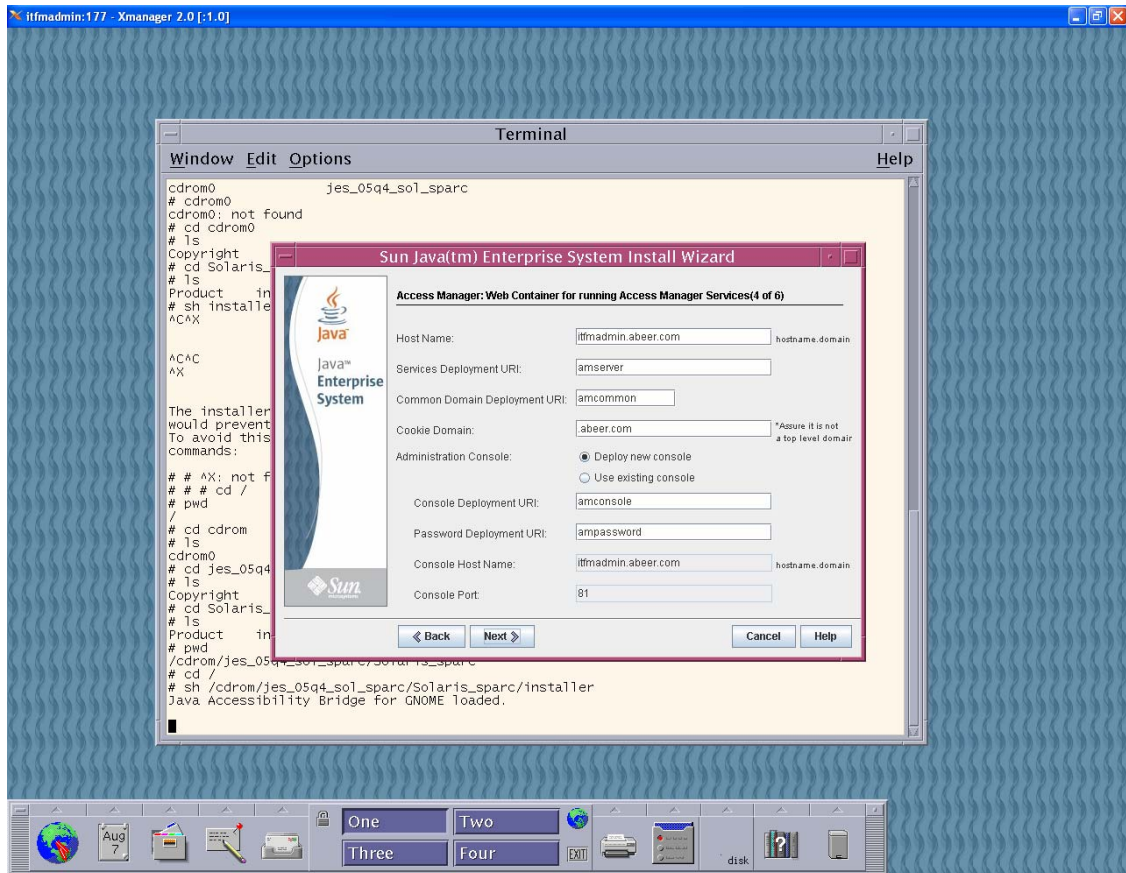 itfmadmin:177 - Xmanager 2.0 [:1.0]
Terminal
Window Edit Options Help
cdrom0 jes_05q4_sol_sparc
# cdrom0
cdrom0: not found
# cd cdrom0
# ls
Copyright
# cd Solaris_
# ls
Product in
# sh installe
^C^X
^C^C
^X
The installer
would prevent
To avoid this
commands:
# # ^X: not f
# # # cd /
# pwd
/
# cd cdrom
# ls
cdrom0
# cd jes_05q4
# ls
Copyright
# cd Solaris_
# ls
Product in
# pwd
/cdrom/jes_05q4_sol_sparc/Solaris_sparc
# cd /
# sh /cdrom/jes_05q4_sol_sparc/Solaris_sparc/installer
Java Accessibility Bridge for GNOME loaded.
Sun Java(tm) Enterprise System Install Wizard
Java
Java™
Enterprise
System
Sun
Access Manager: Web Container for running Access Manager Services(4 of 6)
Host Name: itfmadmin.abeer.com hostname.domain
Services Deployment URI: amserver
Common Domain Deployment URI: amcommon
Cookie Domain: .abeer.com *Assure it is not
a top level domain
Administration Console: Deploy new console
Use existing console
Console Deployment URI: amconsole
Password Deployment URI: ampassword
Console Host Name: itfmadmin.abeer.com hostname.domain
Console Port: 81
Back Next Cancel Help
Aug
7
One Two
Three Four
EXIT
disk